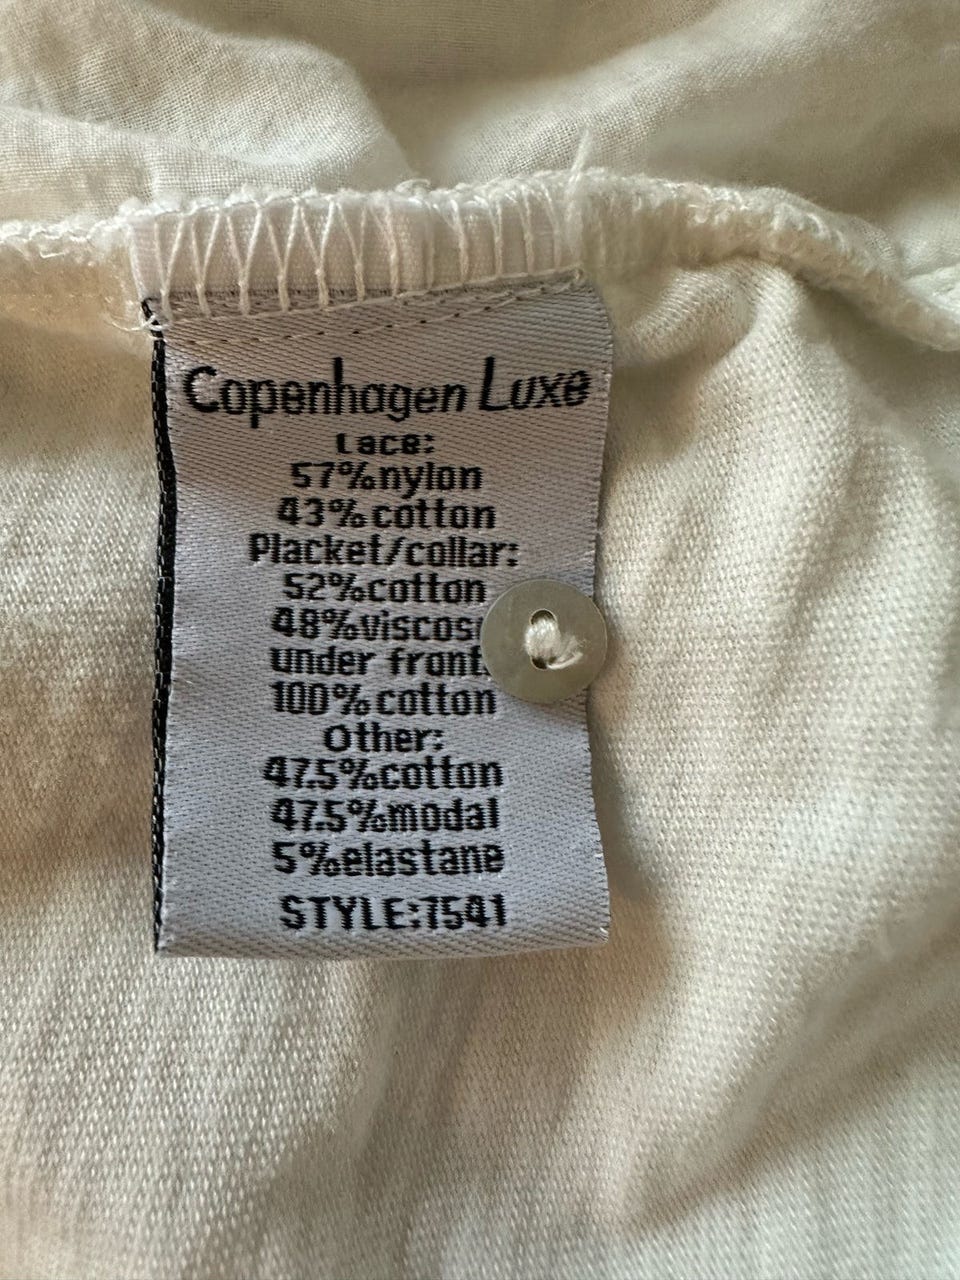 Copenhagen Luxe
Lace:
57%nylon
43%cotton
Placket/collar:
52%cotton
48%viscos
under front
100%cotton
Other:
47.5%cotton
47.5%modal
5%elastane
STYLE:7541